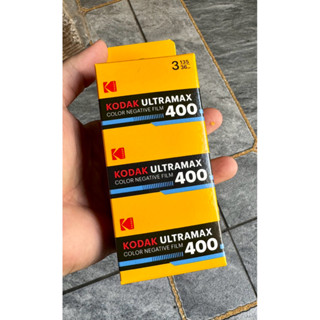 3 135
36
KODAK ULTRAMAX
COLOR NEGATIVE FILM 400
KODAK ULTRAMAX
COLOR NEGATIVE FILM 400
KODAK ULTRAMAX
COLOR NEGATIVE FILM 400